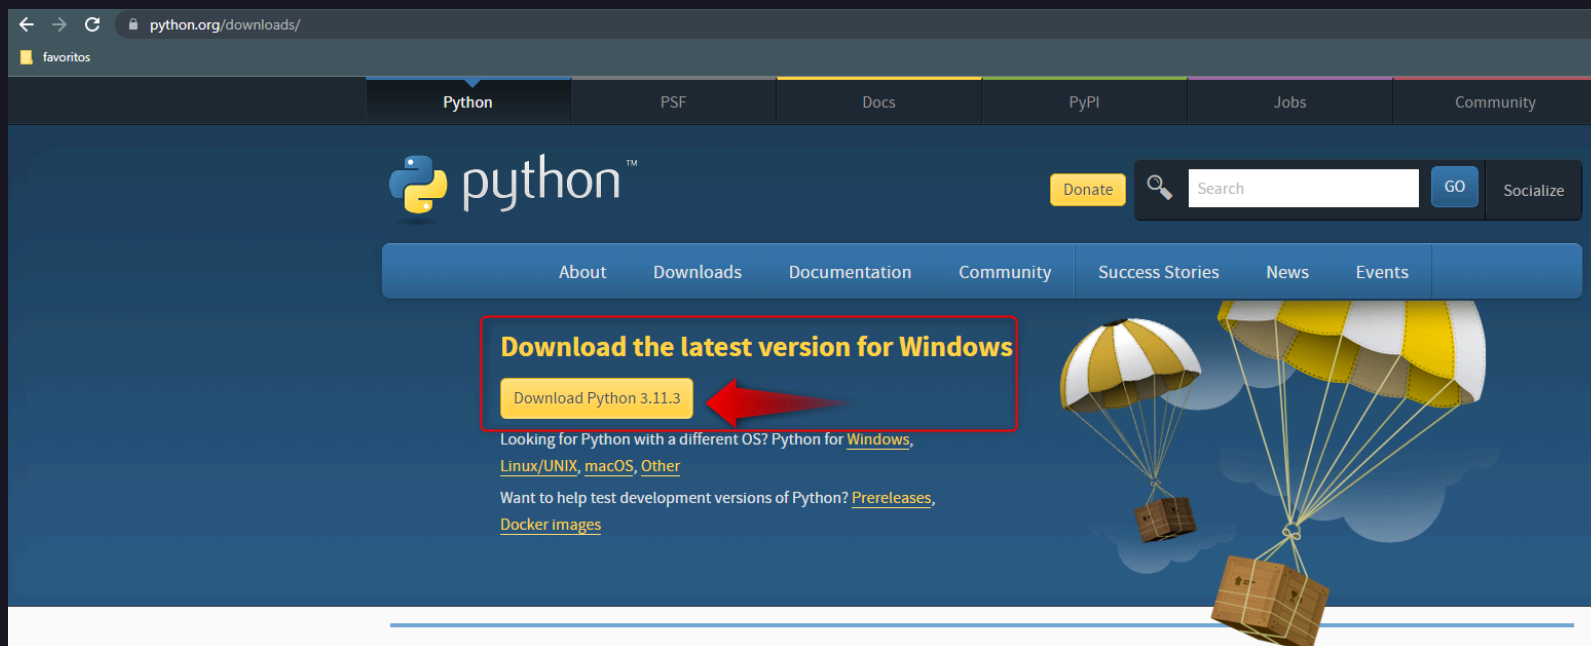 python.org/downloads/
favoritos
Python PSF Docs PyPI Jobs Community
python™
Donate Search GO Socialize
About Downloads Documentation Community Success Stories News Events
Download the latest version for Windows
Download Python 3.11.3
Looking for Python with a different OS? Python for Windows,
Linux/UNIX, macOS, Other
Want to help test development versions of Python? Prereleases,
Docker images